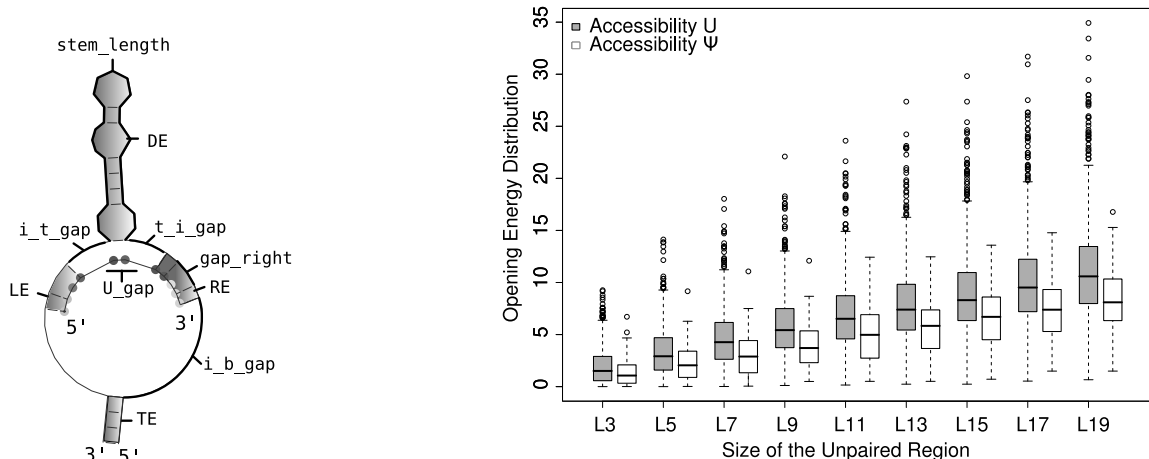 stem_length
DE
i_t_gap
t_i_gap
gap_right
LE
U_gap
RE
5'
3'
i_b_gap
TE
3' 5'
Accessibility U
Accessibility Ψ
Opening Energy Distribution
35
30
25
20
15
10
5
0
L3 L5 L7 L9 L11 L13 L15 L17 L19
Size of the Unpaired Region